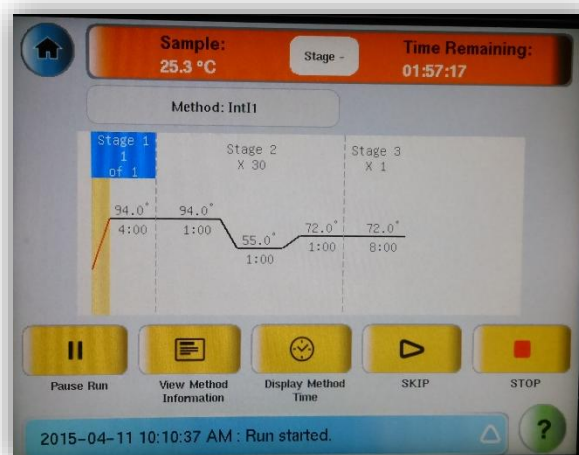 Sample:
25.3 °C
Stage -
Time Remaining:
01:57:17
Method: IntI1
Stage 1
1
of 1
Stage 2
X 30
Stage 3
X 1
94.0°
4:00
94.0°
1:00
55.0°
1:00
72.0°
1:00
72.0°
8:00
Pause Run
View Method
Information
Display Method
Time
SKIP
STOP
2015-04-11 10:10:37 AM : Run started.
?